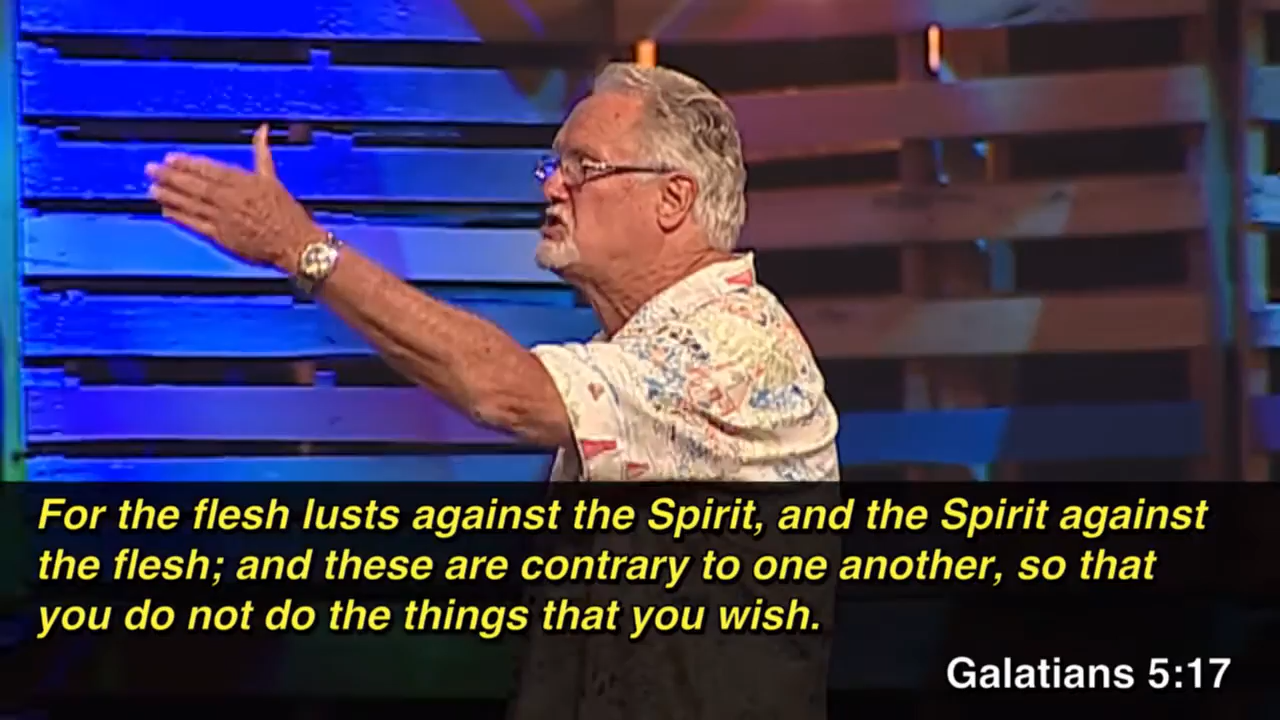 For the flesh lusts against the Spirit, and the Spirit against
the flesh; and these are contrary to one another, so that
you do not do the things that you wish.
Galatians 5:17